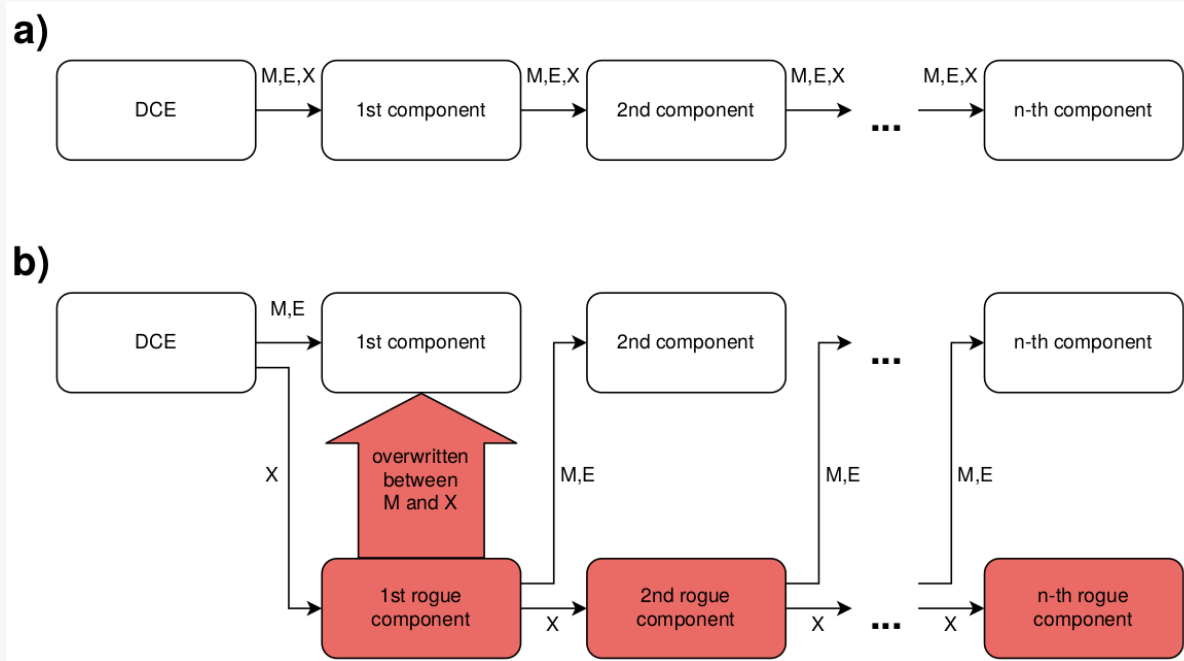 a)
M,E,X
M,E,X
M,E,X
M,E,X
DCE
1st component
2nd component
...
n-th component
b)
M,E
DCE
1st component
2nd component
...
n-th component
overwritten
between
M and X
X
M,E
M,E
M,E
1st rogue
component
2nd rogue
component
...
n-th rogue
component
X
X
X